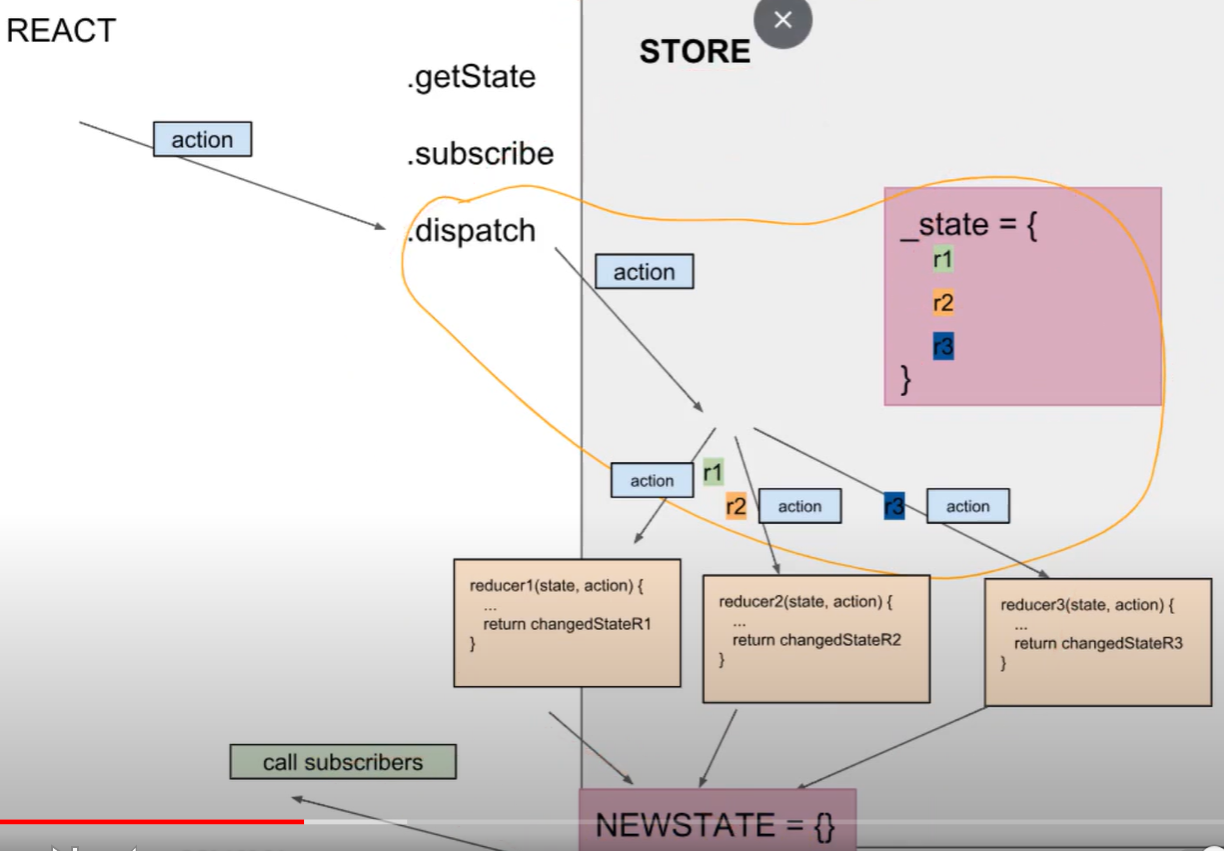 REACT
STORE
.getState
.subscribe
.dispatch
action
action
_state = {
r1
r2
r3
}
action
r1
r2
action
r3
action
reducer1(state, action) {
...
return changedStateR1
}
reducer2(state, action) {
...
return changedStateR2
}
reducer3(state, action) {
...
return changedStateR3
}
call subscribers
NEWSTATE = {}